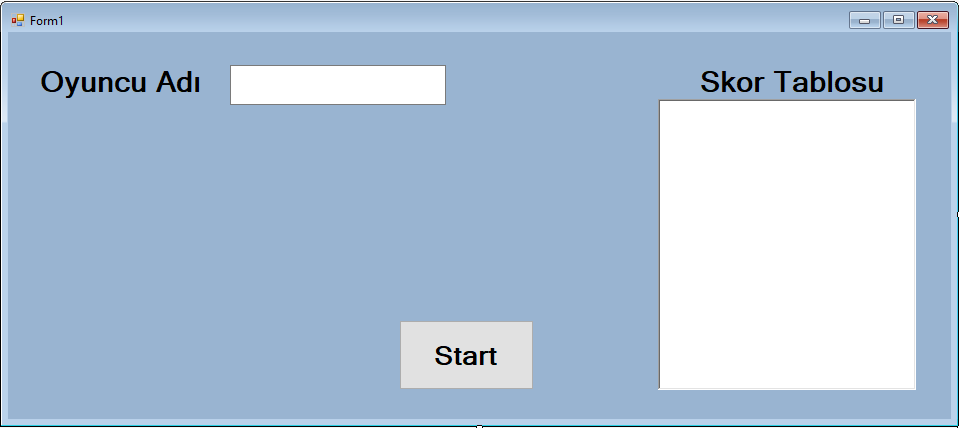 Form1
Oyuncu Adı
Skor Tablosu
Start